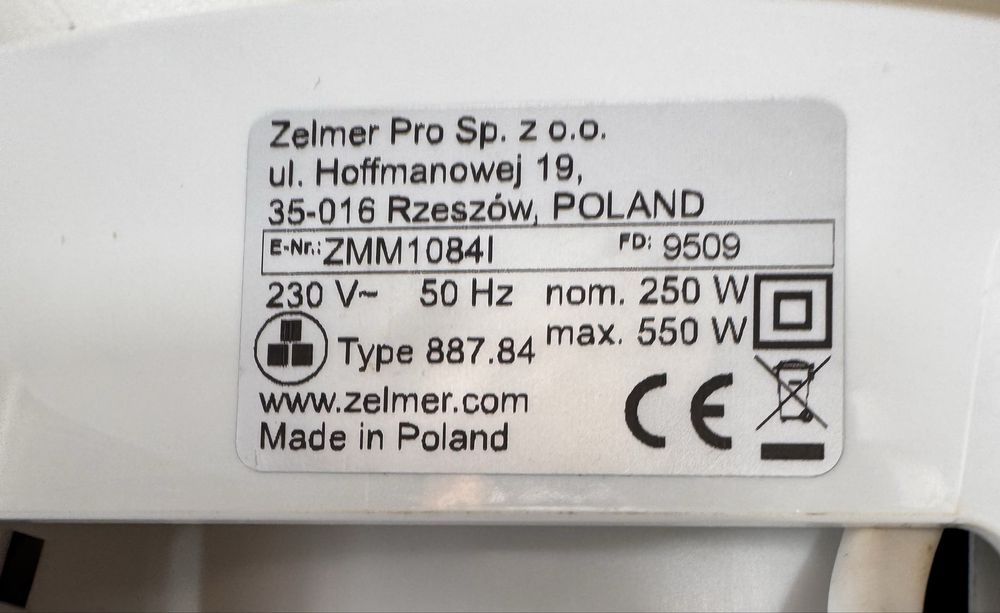 Zelmer Pro Sp. z o.o.
ul. Hoffmanowej 19,
35-016 Rzeszów, POLAND
E-Nr.: ZMM1084I FD: 9509
230 V~ 50 Hz nom. 250 W
max. 550 W
Type 887.84
www.zelmer.com
Made in Poland
CE